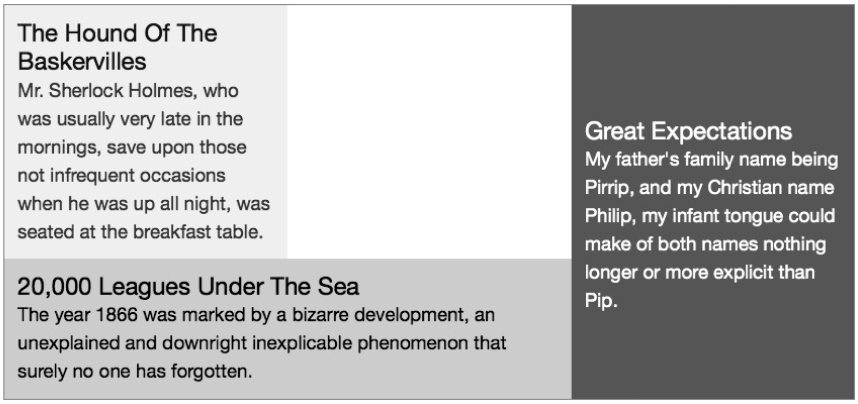 The Hound Of The
Baskervilles
Mr. Sherlock Holmes, who
was usually very late in the
mornings, save upon those
not infrequent occasions
when he was up all night, was
seated at the breakfast table.
20,000 Leagues Under The Sea
The year 1866 was marked by a bizarre development, an
unexplained and downright inexplicable phenomenon that
surely no one has forgotten.
Great Expectations
My father's family name being
Pirrip, and my Christian name
Philip, my infant tongue could
make of both names nothing
longer or more explicit than
Pip.